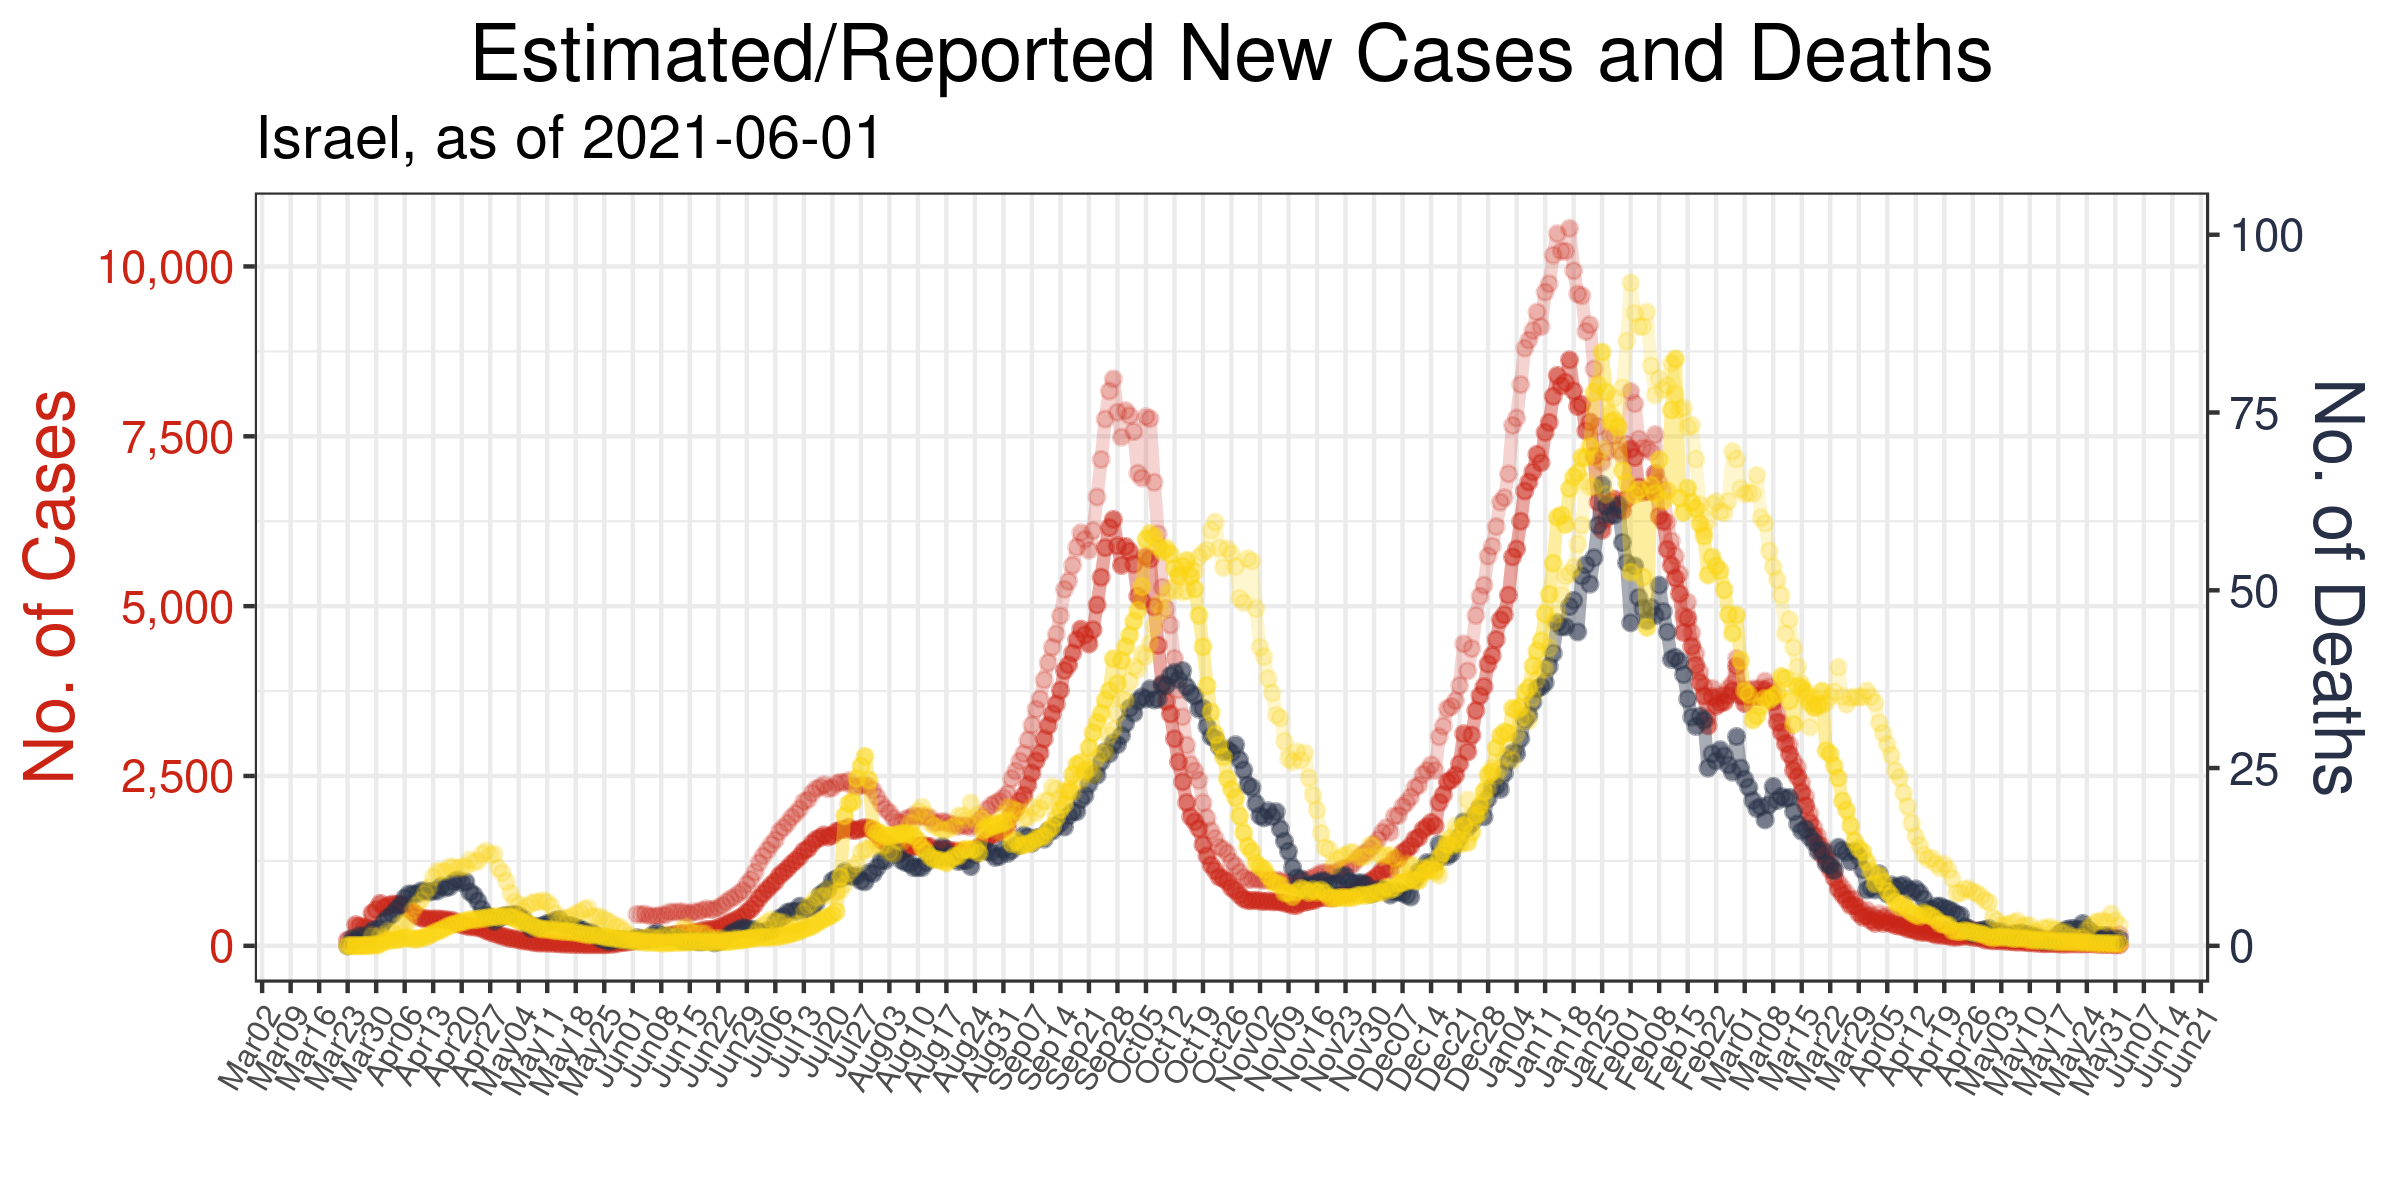 Estimated/Reported New Cases and Deaths
Israel, as of 2021-06-01
No. of Cases
10,000
7,500
5,000
2,500
0
100
75
50
25
0
No. of Deaths
Mar02
Mar09
Mar16
Mar23
Mar30
Apr06
Apr13
Apr20
Apr27
May04
May11
May18
May25
Jun01
Jun08
Jun15
Jun22
Jun29
Jul06
Jul13
Jul20
Jul27
Aug03
Aug10
Aug17
Aug24
Aug31
Sep07
Sep14
Sep21
Sep28
Oct05
Oct12
Oct19
Oct26
Nov02
Nov09
Nov16
Nov23
Nov30
Dec07
Dec14
Dec21
Dec28
Jan04
Jan11
Jan18
Jan25
Feb01
Feb08
Feb15
Feb22
Mar01
Mar08
Mar15
Mar22
Mar29
Apr05
Apr12
Apr19
Apr26
May03
May10
May17
May24
May31
Jun07
Jun14
Jun21